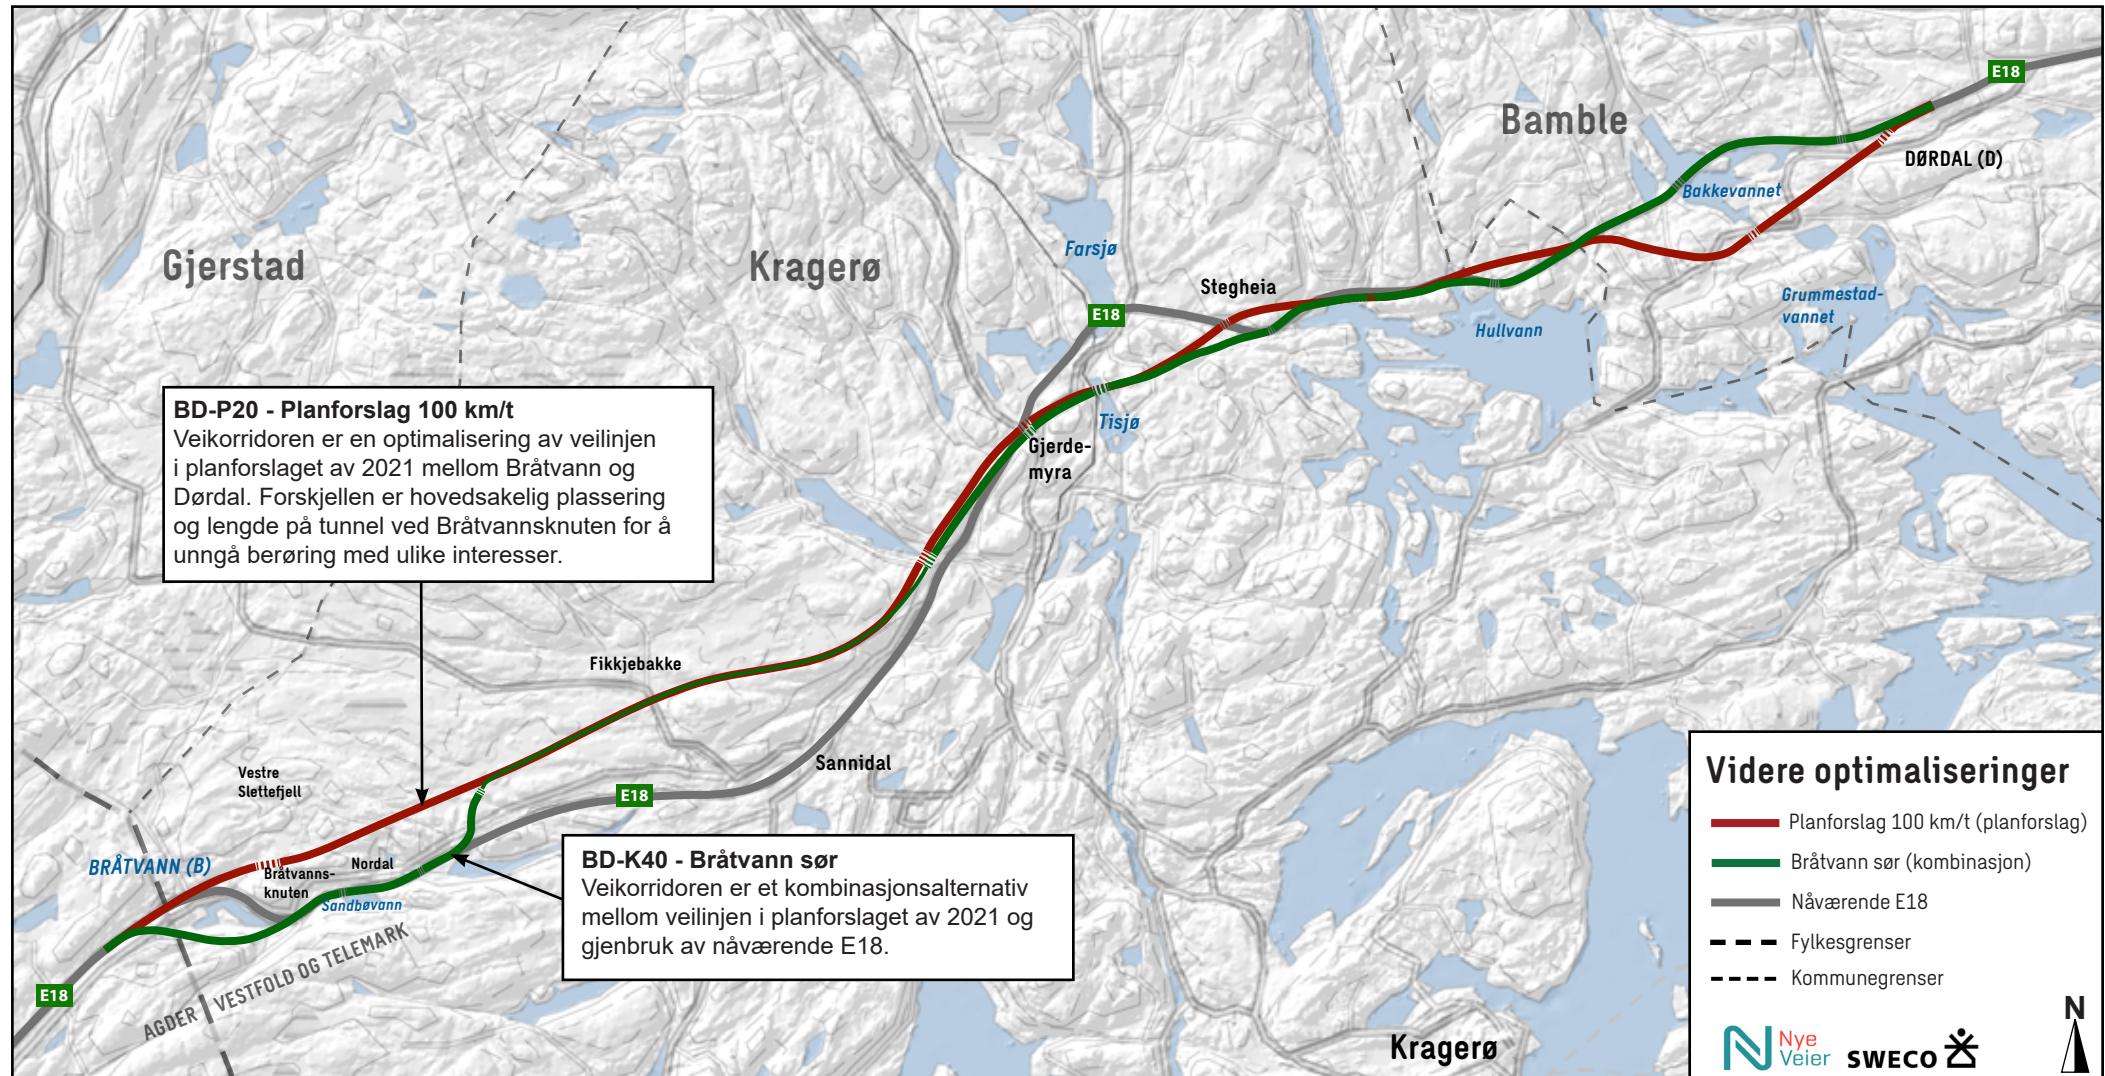 E18
Bamble
DØRDAL (D)
Bakkevannet
Gjerstad
Kragerø
Farsjø
Stegheia
E18
Hullvann
Grummestad-
vannet
BD-P20 - Planforslag 100 km/t
Veikorridoren er en optimalisering av veilinjen
i planforslaget av 2021 mellom Bråtvann og
Dørdal. Forskjellen er hovedsakelig plassering
og lengde på tunnel ved Bråtvannsknuten for å
unngå berøring med ulike interesser.
Tisjø
Gjerde-
myra
Fikkjebakke
Sannidal
Vestre
Slettefjell
E18
BRÅTVANN (B)
Nordal
Bråtvanns-
knuten
Sandbøvann
BD-K40 - Bråtvann sør
Veikorridoren er et kombinasjonsalternativ
mellom veilinjen i planforslaget av 2021 og
gjenbruk av nåværende E18.
AGDER
VESTFOLD OG TELEMARK
E18
Kragerø
Videre optimaliseringer
Planforslag 100 km/t (planforslag)
Bråtvann sør (kombinasjon)
Nåværende E18
Fylkesgrenser
Kommunegrenser
Nye
Veier
SWECO
N